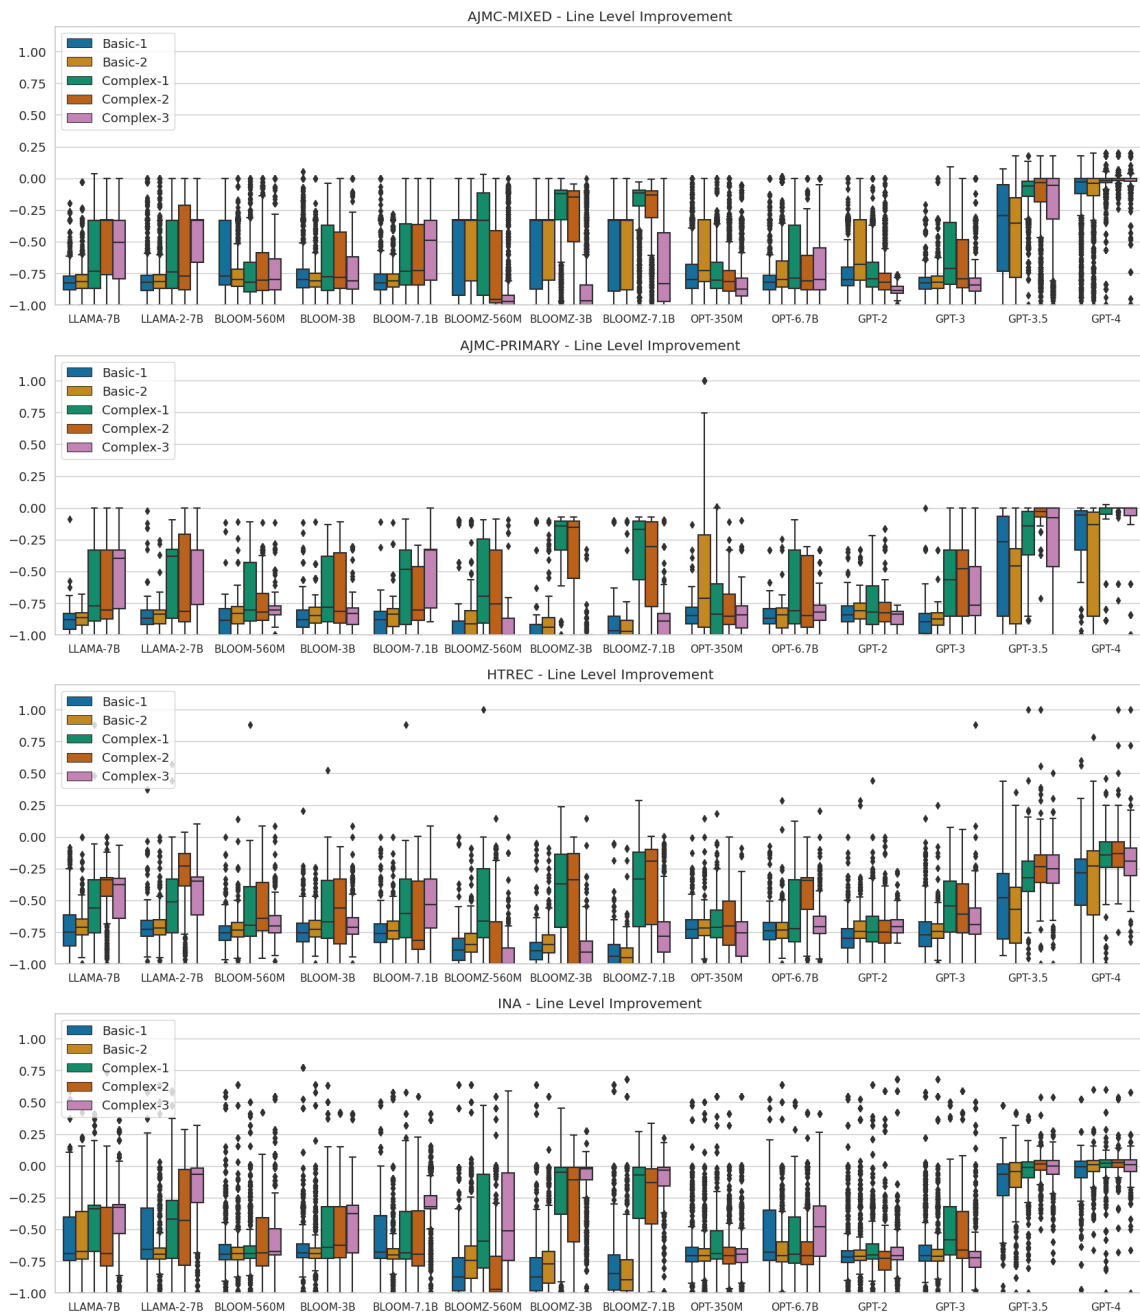 AJMC-MIXED - Line Level Improvement
Basic-1
Basic-2
Complex-1
Complex-2
Complex-3
1.00
0.75
0.50
0.25
0.00
−0.25
−0.50
−0.75
−1.00
LLAMA-7B LLAMA-2-7B BLOOM-560M BLOOM-3B BLOOM-7.1B BLOOMZ-560M BLOOMZ-3B BLOOMZ-7.1B OPT-350M OPT-6.7B GPT-2 GPT-3 GPT-3.5 GPT-4
AJMC-PRIMARY - Line Level Improvement
Basic-1
Basic-2
Complex-1
Complex-2
Complex-3
1.00
0.75
0.50
0.25
0.00
−0.25
−0.50
−0.75
−1.00
LLAMA-7B LLAMA-2-7B BLOOM-560M BLOOM-3B BLOOM-7.1B BLOOMZ-560M BLOOMZ-3B BLOOMZ-7.1B OPT-350M OPT-6.7B GPT-2 GPT-3 GPT-3.5 GPT-4
HTREC - Line Level Improvement
Basic-1
Basic-2
Complex-1
Complex-2
Complex-3
1.00
0.75
0.50
0.25
0.00
−0.25
−0.50
−0.75
−1.00
LLAMA-7B LLAMA-2-7B BLOOM-560M BLOOM-3B BLOOM-7.1B BLOOMZ-560M BLOOMZ-3B BLOOMZ-7.1B OPT-350M OPT-6.7B GPT-2 GPT-3 GPT-3.5 GPT-4
INA - Line Level Improvement
Basic-1
Basic-2
Complex-1
Complex-2
Complex-3
1.00
0.75
0.50
0.25
0.00
−0.25
−0.50
−0.75
−1.00
LLAMA-7B LLAMA-2-7B BLOOM-560M BLOOM-3B BLOOM-7.1B BLOOMZ-560M BLOOMZ-3B BLOOMZ-7.1B OPT-350M OPT-6.7B GPT-2 GPT-3 GPT-3.5 GPT-4